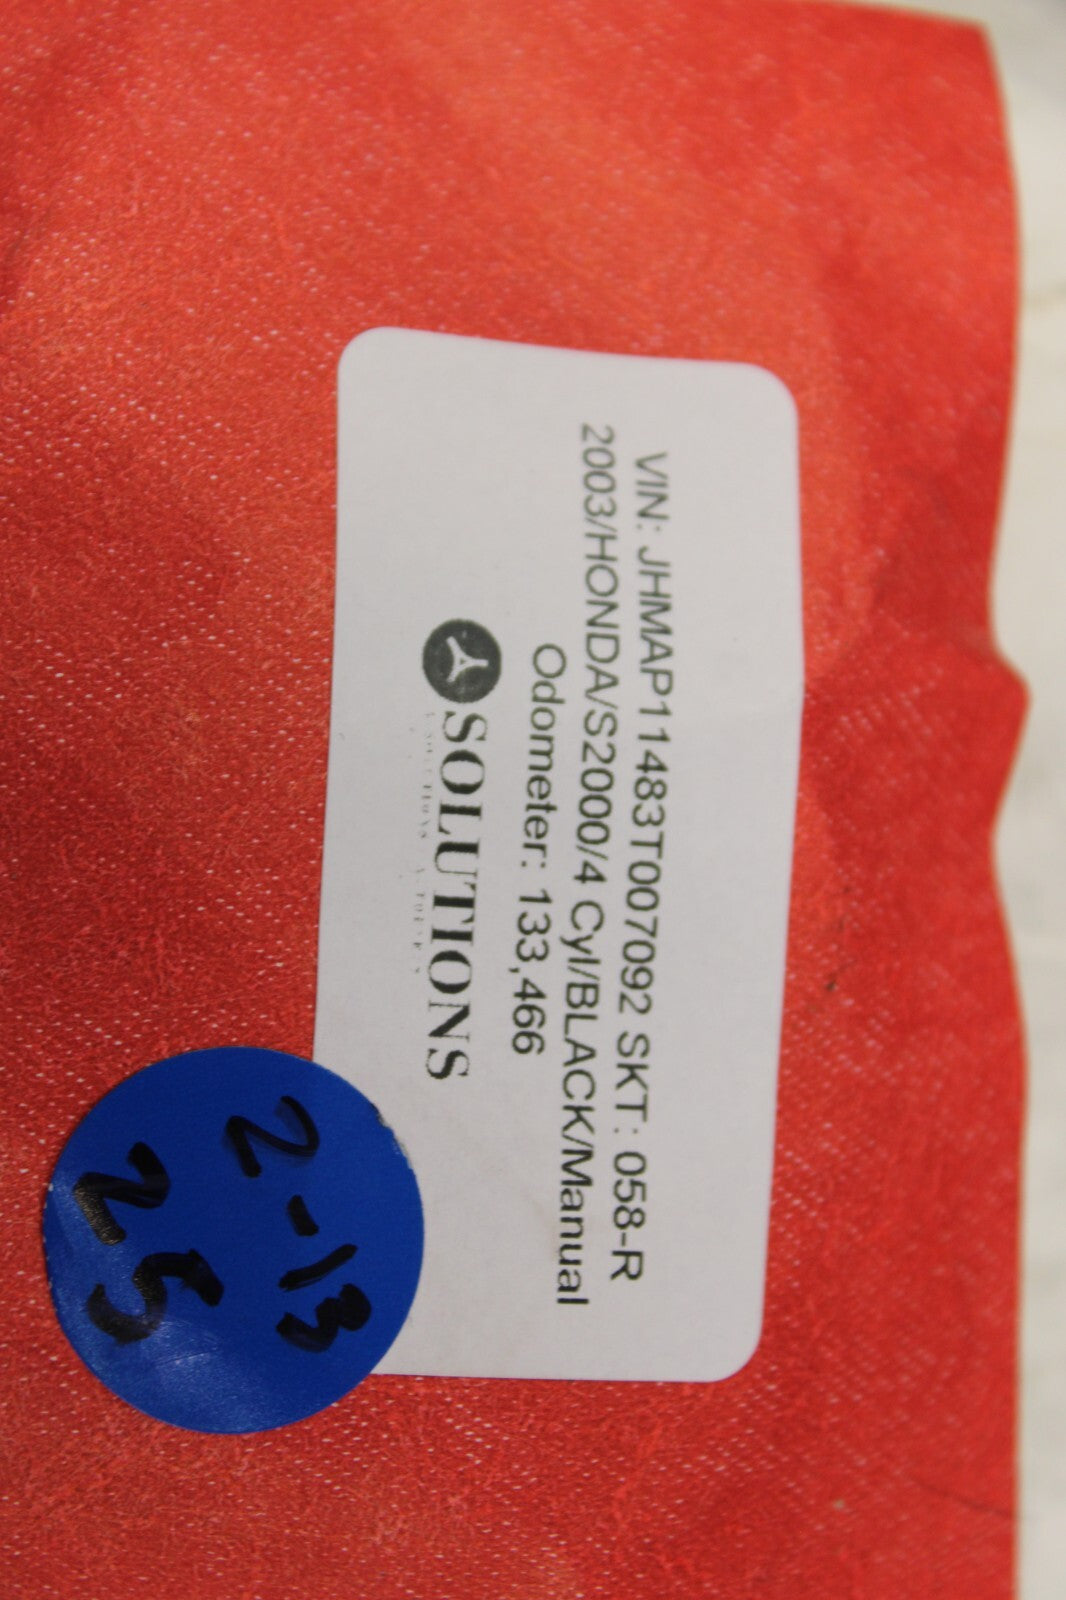 VIN: JHMAP11483T007092 SKT: 058-R
2003/HONDA/S2000/4 Cyl/BLACK/Manual
Odometer: 133,466
SOLUTIONS
2-13
25